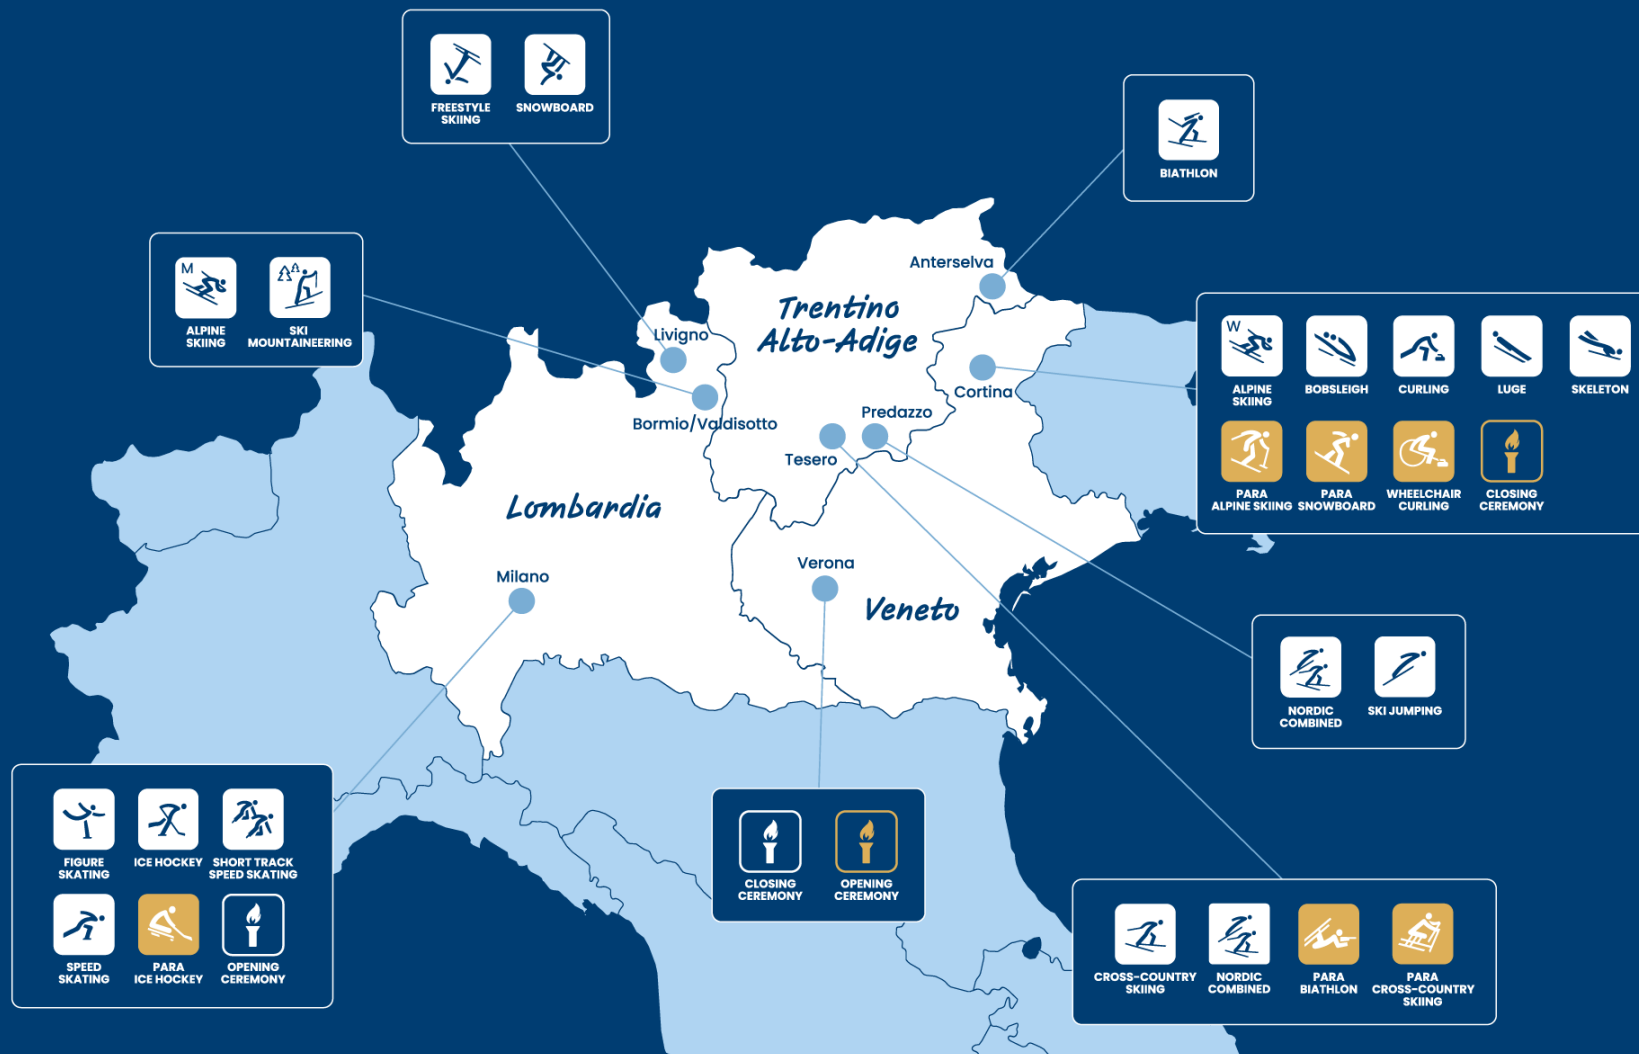 FREESTYLE
SKIING
SNOWBOARD
BIATHLON
M
ALPINE
SKIING
SKI
MOUNTAINEERING
Anterselva
Trentino
Alto-Adige
Livigno
Bormio/Valdisotto
Cortina
Predazzo
Tesero
W
ALPINE
SKIING
BOBSLEIGH
CURLING
LUGE
SKELETON
PARA
ALPINE SKIING
PARA
SNOWBOARD
WHEELCHAIR
CURLING
CLOSING
CEREMONY
Lombardia
Milano
Verona
Veneto
NORDIC
COMBINED
SKI JUMPING
FIGURE
SKATING
ICE HOCKEY
SHORT TRACK
SPEED SKATING
SPEED
SKATING
PARA
ICE HOCKEY
OPENING
CEREMONY
CLOSING
CEREMONY
OPENING
CEREMONY
CROSS-COUNTRY
SKIING
NORDIC
COMBINED
PARA
BIATHLON
PARA
CROSS-COUNTRY
SKIING